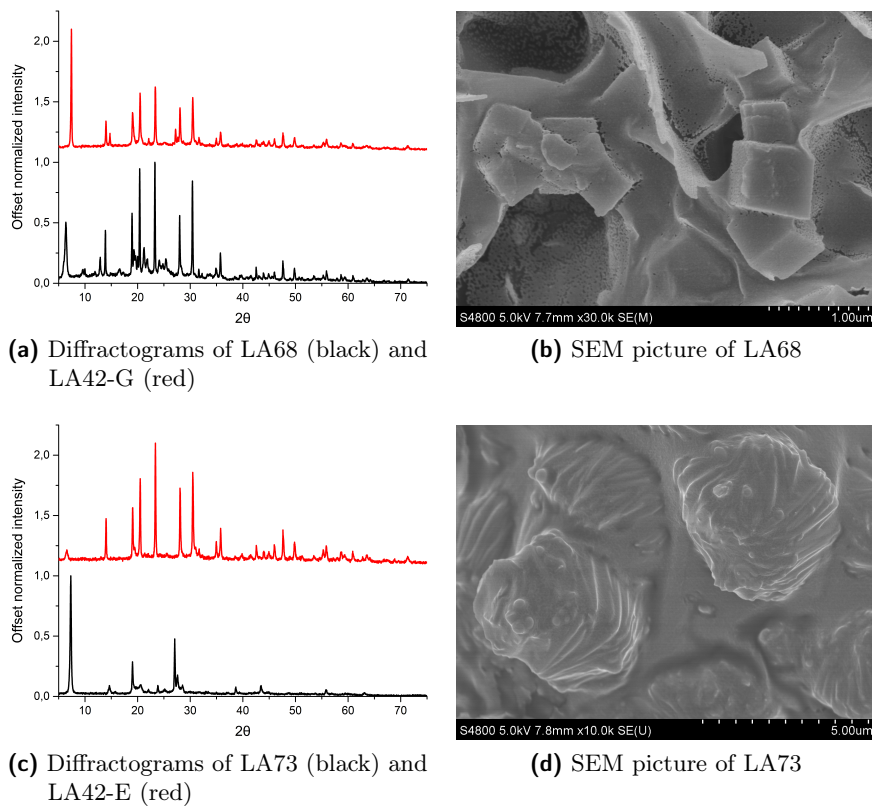 2,0
1,5
1,0
0,5
0,0
10 20 30 40 50 60 70
2θ
Offset normalized intensity
S4800 5.0kV 7.7mm x30.0k SE(M) 1.00um
(a) Diffractograms of LA68 (black) and
LA42-G (red)
(b) SEM picture of LA68
2,0
1,5
1,0
0,5
0,0
10 20 30 40 50 60 70
2θ
Offset normalized intensity
S4800 5.0kV 7.8mm x10.0k SE(U) 5.00um
(c) Diffractograms of LA73 (black) and
LA42-E (red)
(d) SEM picture of LA73